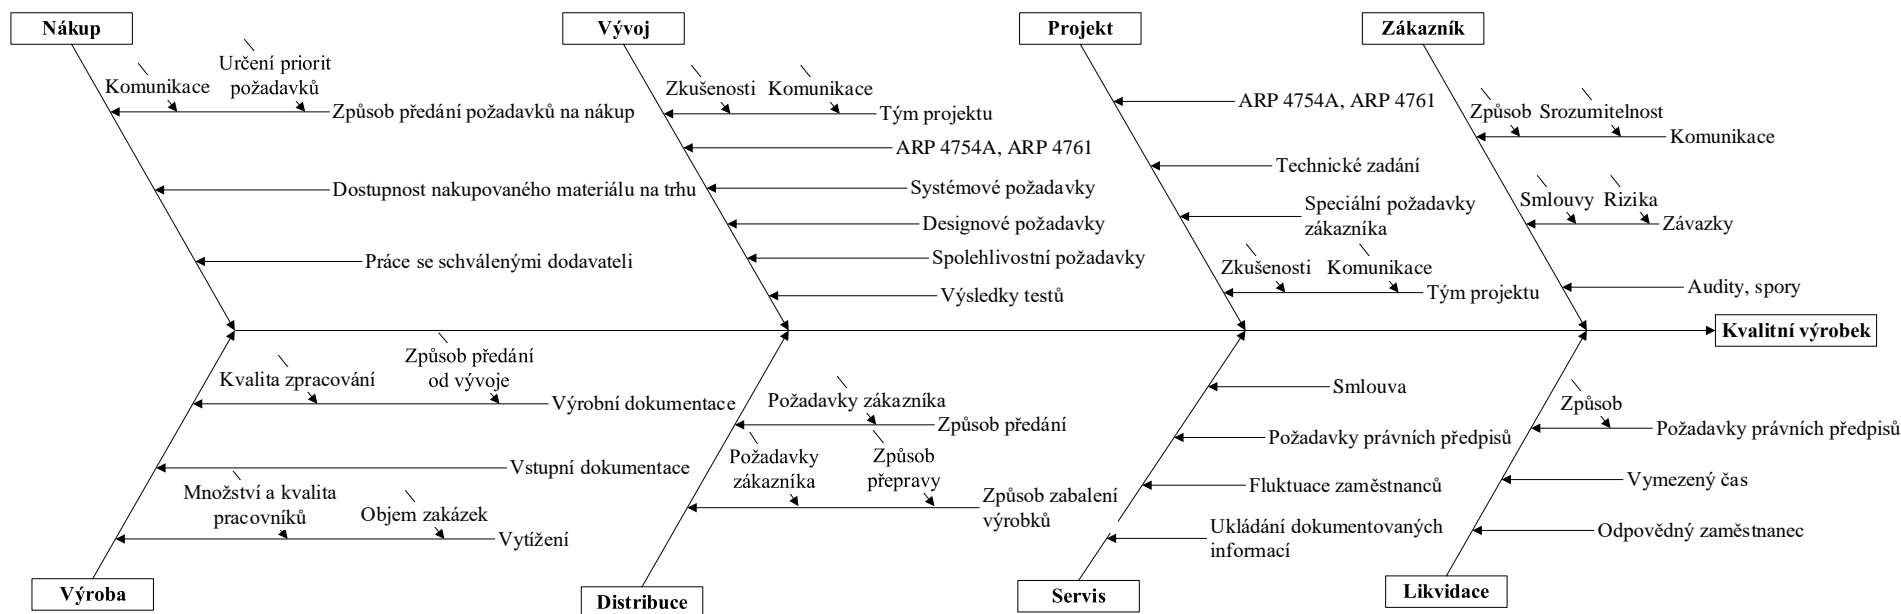 Nákup
Komunikace
Určení priorit
požadavků
Způsob předání požadavků na nákup
Dostupnost nakupovaného materiálu na trhu
Práce se schválenými dodavateli
Vývoj
Zkušenosti
Komunikace
Tým projektu
ARP 4754A, ARP 4761
Systémové požadavky
Designové požadavky
Spolehlivostní požadavky
Výsledky testů
Projekt
ARP 4754A, ARP 4761
Technické zadání
Speciální požadavky
zákazníka
Zkušenosti
Komunikace
Tým projektu
Zákazník
Způsob
Srozumitelnost
Komunikace
Smlouvy
Rizika
Závazky
Audity, spory
Kvalitní výrobek
Kvalita zpracování
Způsob předání
od vývoje
Výrobní dokumentace
Vstupní dokumentace
Množství a kvalita
pracovníků
Objem zakázek
Vytížení
Výroba
Požadavky zákazníka
Způsob předání
Požadavky
zákazníka
Způsob
přepravy
Způsob zabalení
výrobků
Distribuce
Smlouva
Požadavky právních předpisů
Fluktuace zaměstnanců
Ukládání dokumentovaných
informací
Servis
Způsob
Požadavky právních předpisů
Vymezený čas
Odpovědný zaměstnanec
Likvidace